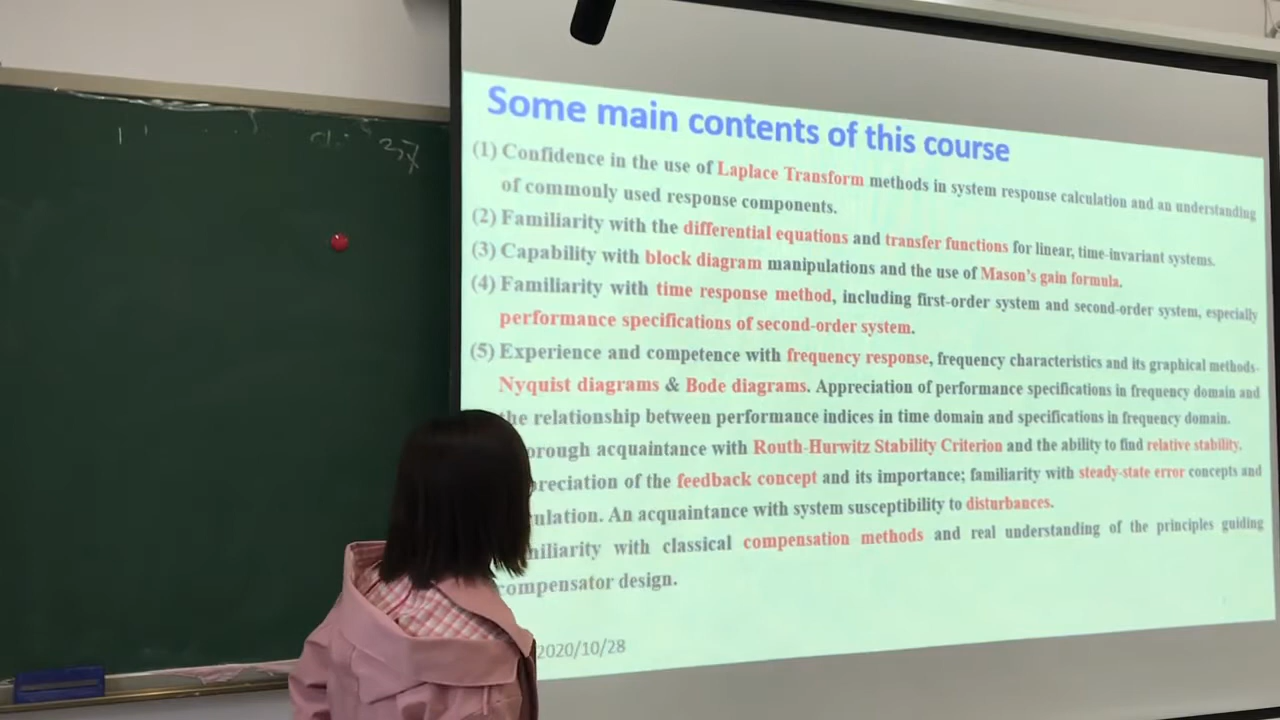 37
Some main contents of this course
(1) Confidence in the use of Laplace Transform methods in system response calculation and an understanding
of commonly used response components.
(2) Familiarity with the differential equations and transfer functions for linear, time-invariant systems.
(3) Capability with block diagram manipulations and the use of Mason's gain formula.
(4) Familiarity with time response method, including first-order system and second-order system, especially
performance specifications of second-order system.
(5) Experience and competence with frequency response, frequency characteristics and its graphical methods-
Nyquist diagrams & Bode diagrams. Appreciation of performance specifications in frequency domain and
the relationship between performance indices in time domain and specifications in frequency domain.
orough acquaintance with Routh-Hurwitz Stability Criterion and the ability to find relative stability.
preciation of the feedback concept and its importance; familiarity with steady-state error concepts and
ulation. An acquaintance with system susceptibility to disturbances.
miliarity with classical compensation methods and real understanding of the principles guiding
compensator design.
2020/10/28